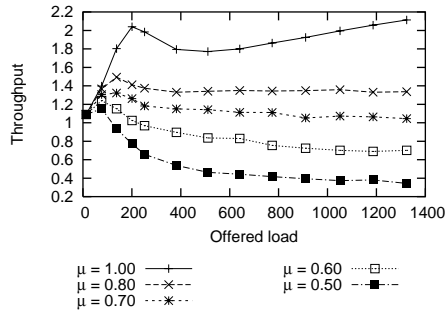 2.2
2
1.8
1.6
1.4
1.2
1
0.8
0.6
0.4
0.2
Throughput
0 200 400 600 800 1000 1200 1400
Offered load
μ = 1.00
μ = 0.80
μ = 0.70
μ = 0.60
μ = 0.50